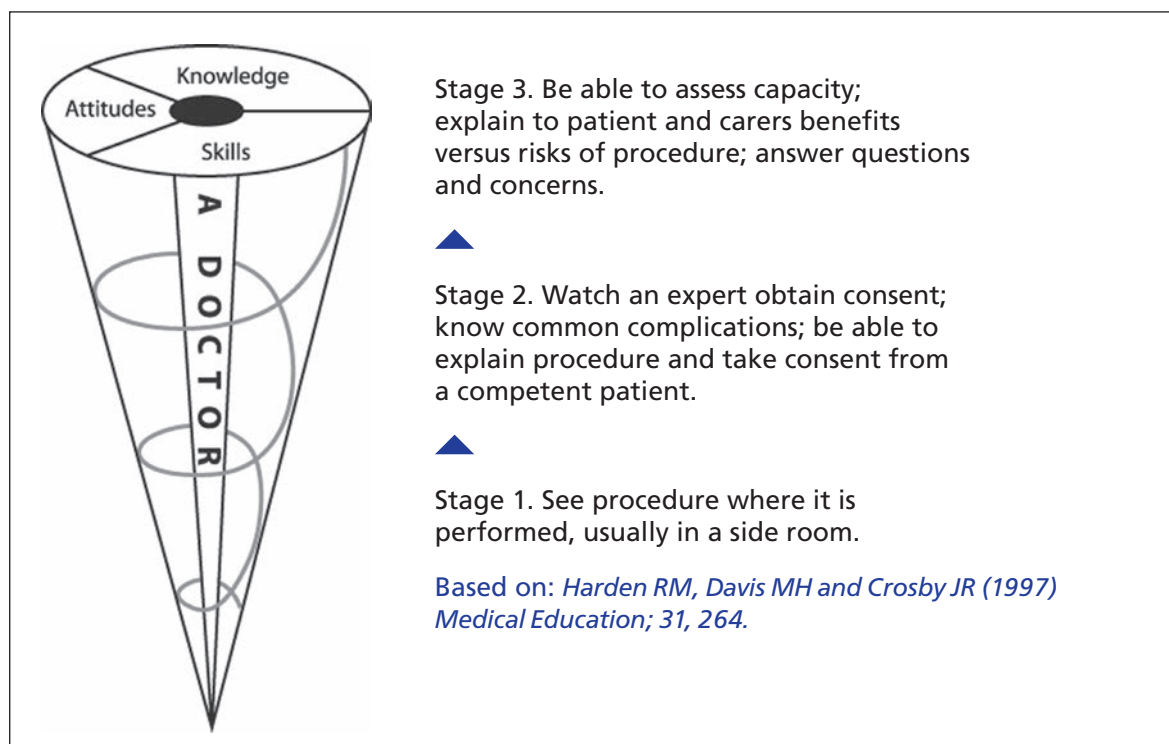 Knowledge
Attitudes
Skills
A DOCTOR
Stage 3. Be able to assess capacity;
explain to patient and carers benefits
versus risks of procedure; answer questions
and concerns.
Stage 2. Watch an expert obtain consent;
know common complications; be able to
explain procedure and take consent from
a competent patient.
Stage 1. See procedure where it is
performed, usually in a side room.
Based on: Harden RM, Davis MH and Crosby JR (1997)
Medical Education; 31, 264.